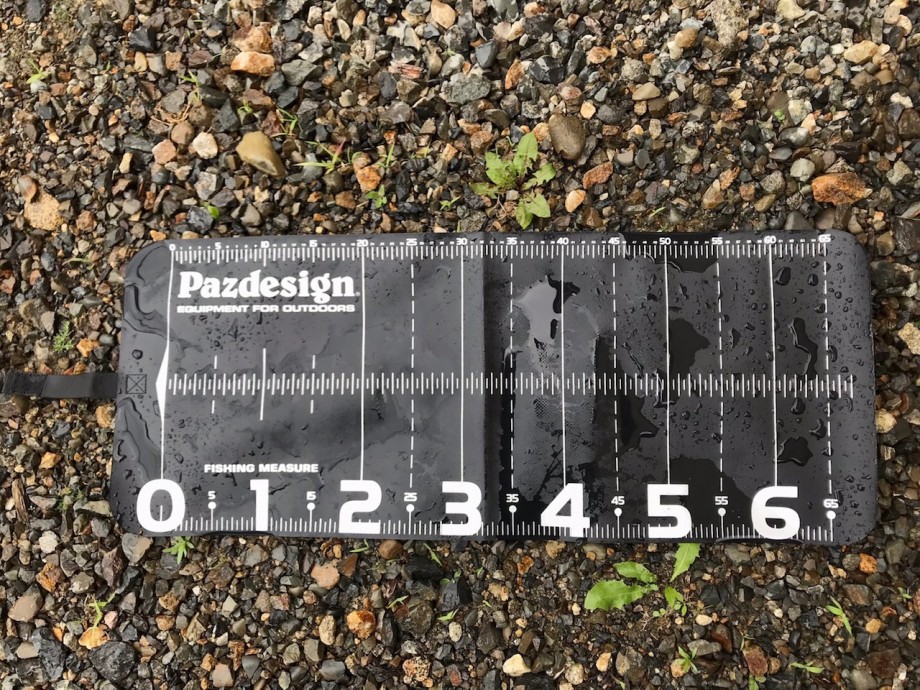 0 5 10 15 20 25 30 35 40 45 50 55 60 65
Pazdesign
EQUIPMENT FOR OUTDOORS
FISHING MEASURE
0 5 1 15 2 25 3 35 4 45 5 55 6 65